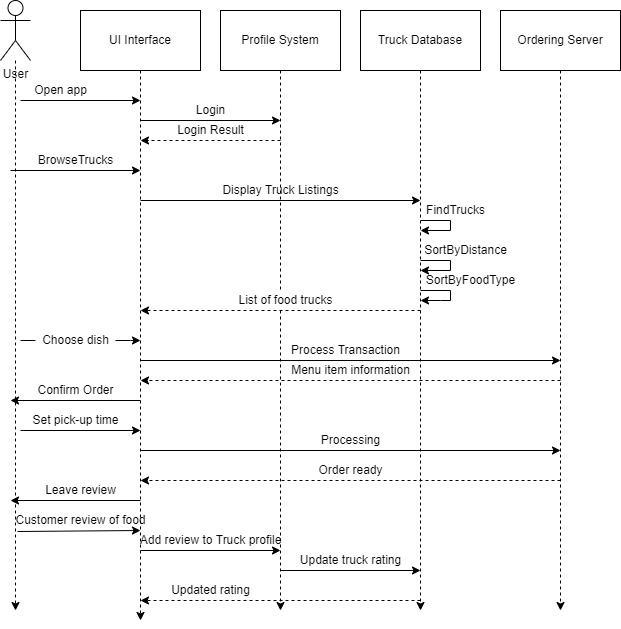 UI Interface
Profile System
Truck Database
Ordering Server
User
Open app
Login
Login Result
BrowseTrucks
Display Truck Listings
FindTrucks
SortByDistance
SortByFoodType
List of food trucks
Choose dish
Process Transaction
Menu item information
Confirm Order
Set pick-up time
Processing
Order ready
Leave review
Customer review of food
Add review to Truck profile
Update truck rating
Updated rating